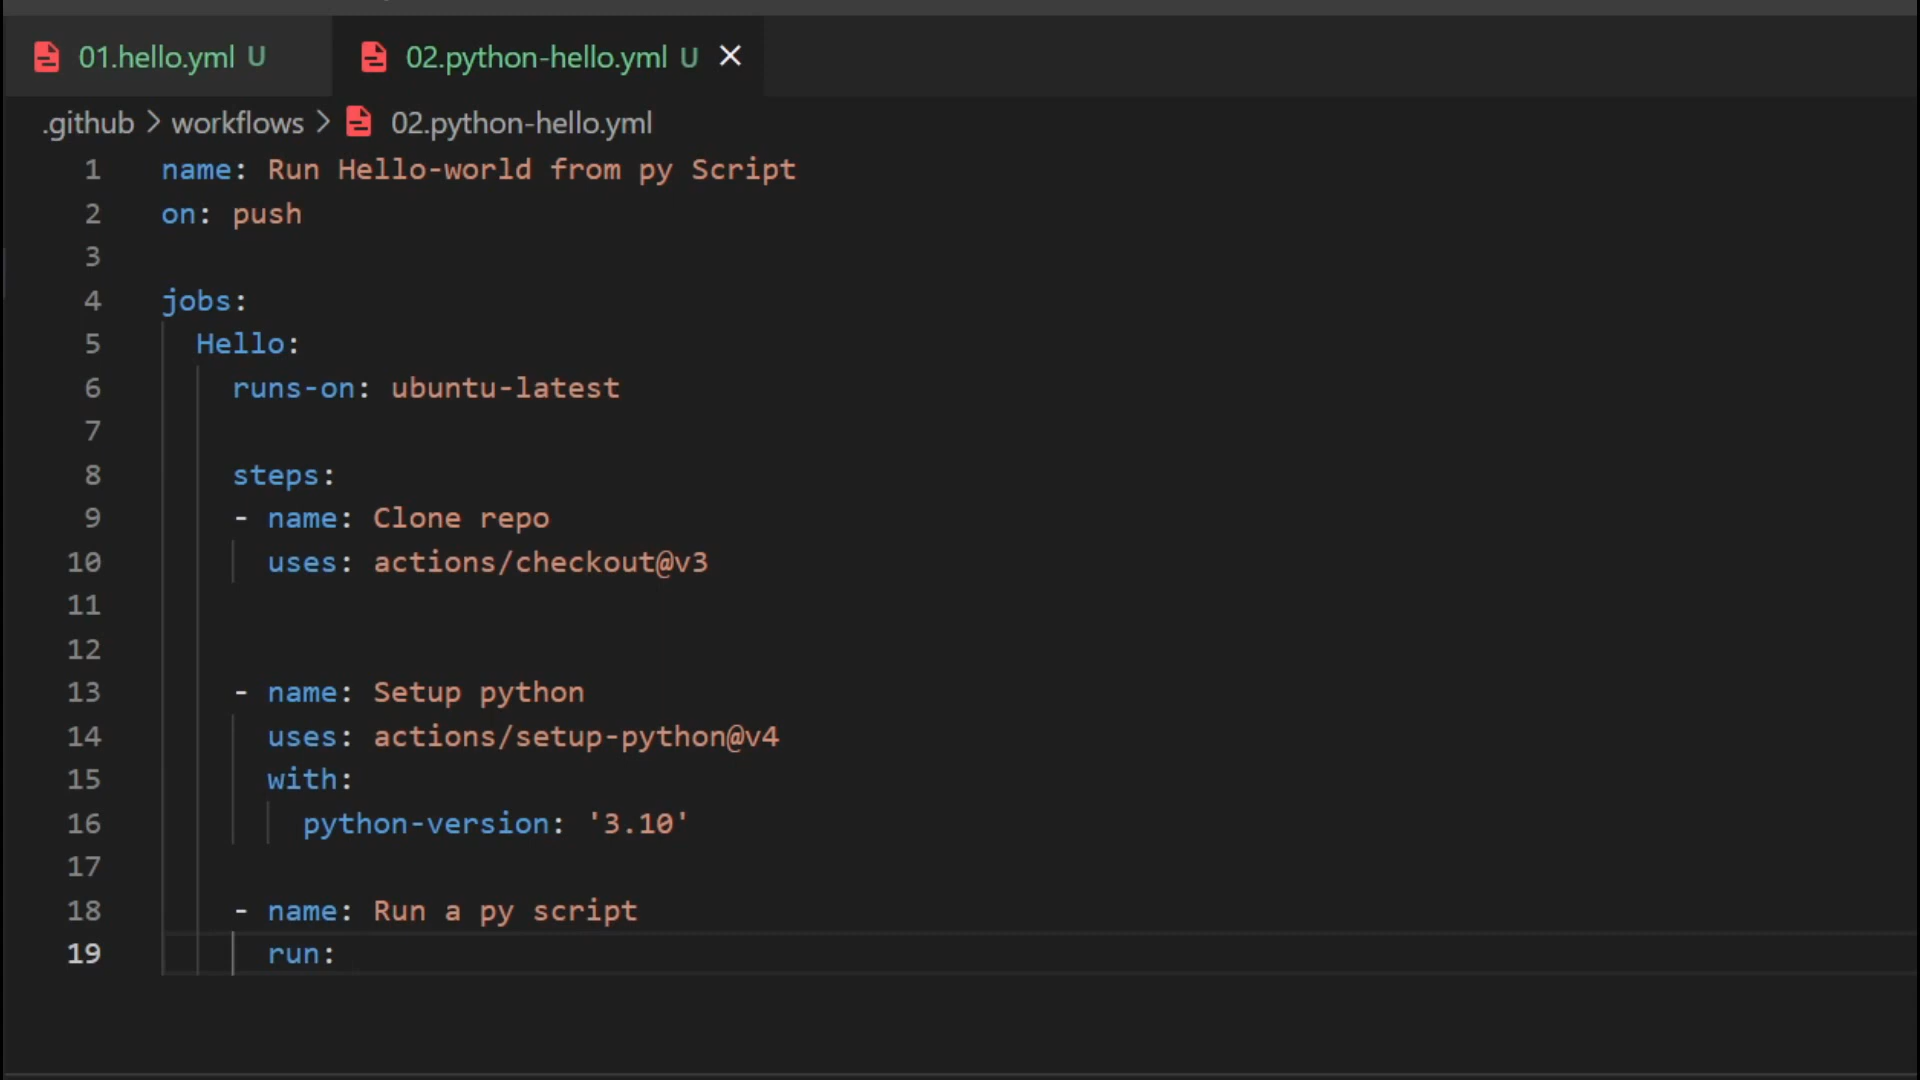 01.hello.yml U 02.python-hello.yml U
.github > workflows > 02.python-hello.yml
1 name: Run Hello-world from py Script
2 on: push
3
4 jobs:
5 Hello:
6 runs-on: ubuntu-latest
7
8 steps:
9 - name: Clone repo
10 uses: actions/checkout@v3
11
12
13 - name: Setup python
14 uses: actions/setup-python@v4
15 with:
16 python-version: '3.10'
17
18 - name: Run a py script
19 run: